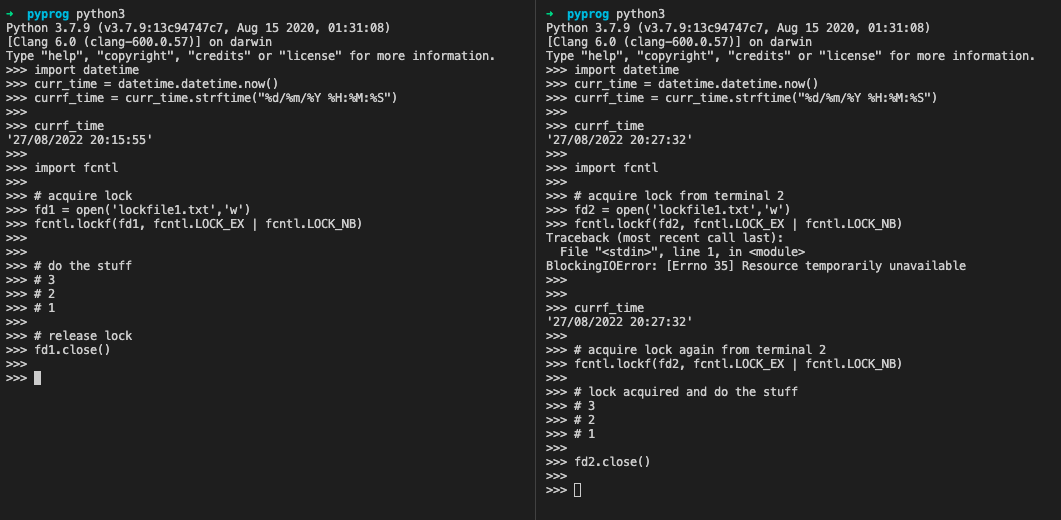 ➜  pyprog python3
Python 3.7.9 (v3.7.9:13c94747c7, Aug 15 2020, 01:31:08)
[Clang 6.0 (clang-600.0.57)] on darwin
Type "help", "copyright", "credits" or "license" for more information.
>>> import datetime
>>> curr_time = datetime.datetime.now()
>>> currf_time = curr_time.strftime("%d/%m/%Y %H:%M:%S")
>>>
>>> currf_time
'27/08/2022 20:15:55'
>>>
>>> import fcntl
>>>
>>> # acquire lock
>>> fd1 = open('lockfile1.txt','w')
>>> fcntl.lockf(fd1, fcntl.LOCK_EX | fcntl.LOCK_NB)
>>>
>>>
>>> # do the stuff
>>> # 3
>>> # 2
>>> # 1
>>>
>>> # release lock
>>> fd1.close()
>>>
>>>
➜  pyprog python3
Python 3.7.9 (v3.7.9:13c94747c7, Aug 15 2020, 01:31:08)
[Clang 6.0 (clang-600.0.57)] on darwin
Type "help", "copyright", "credits" or "license" for more information.
>>> import datetime
>>> curr_time = datetime.datetime.now()
>>> currf_time = curr_time.strftime("%d/%m/%Y %H:%M:%S")
>>>
>>> currf_time
'27/08/2022 20:27:32'
>>>
>>> import fcntl
>>>
>>> # acquire lock from terminal 2
>>> fd2 = open('lockfile1.txt','w')
>>> fcntl.lockf(fd2, fcntl.LOCK_EX | fcntl.LOCK_NB)
Traceback (most recent call last):
  File "<stdin>", line 1, in <module>
BlockingIOError: [Errno 35] Resource temporarily unavailable
>>>
>>>
>>> currf_time
'27/08/2022 20:27:32'
>>>
>>> # acquire lock again from terminal 2
>>> fcntl.lockf(fd2, fcntl.LOCK_EX | fcntl.LOCK_NB)
>>>
>>> # lock acquired and do the stuff
>>> # 3
>>> # 2
>>> # 1
>>>
>>> fd2.close()
>>>
>>>